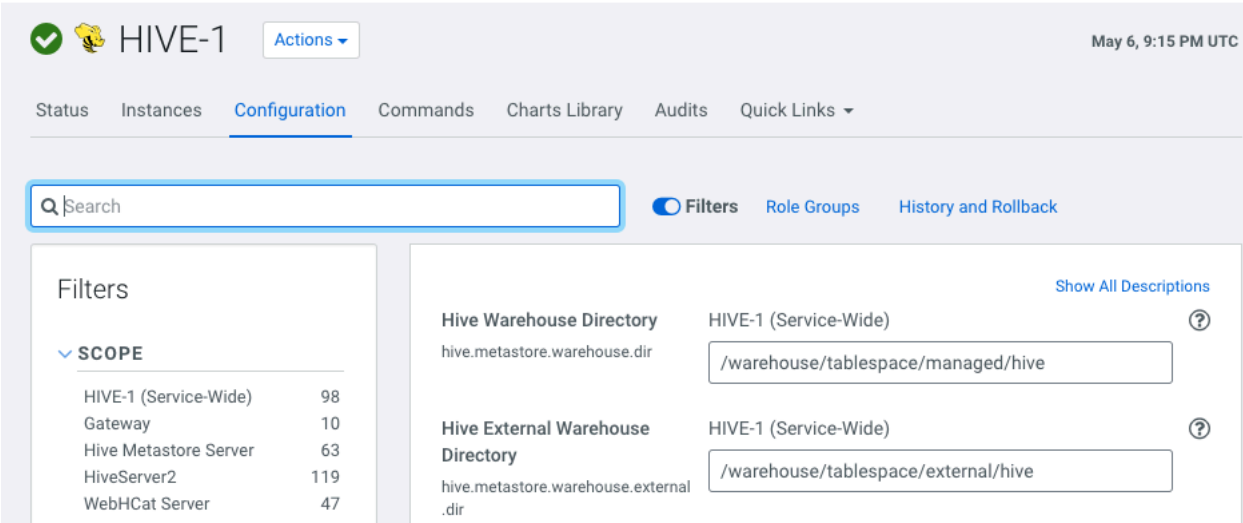 HIVE-1
Actions
May 6, 9:15 PM UTC
Status Instances Configuration Commands Charts Library Audits Quick Links
Search
Filters Role Groups History and Rollback
Filters
SCOPE
HIVE-1 (Service-Wide) 98
Gateway 10
Hive Metastore Server 63
HiveServer2 119
WebHCat Server 47
Show All Descriptions
Hive Warehouse Directory
hive.metastore.warehouse.dir
HIVE-1 (Service-Wide)
/warehouse/tablespace/managed/hive
Hive External Warehouse
Directory
hive.metastore.warehouse.external
.dir
HIVE-1 (Service-Wide)
/warehouse/tablespace/external/hive